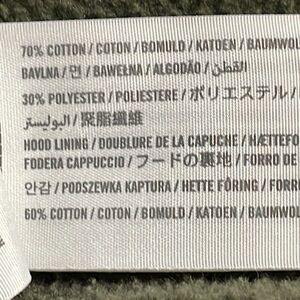 70% COTTON / COTON / BOMULD / KATOEN / BAUMWOL
BAVLNA / 면 / BAWEŁNA / ALGODÃO / القطن /
30% POLYESTER / POLIESTERE / ポリエステル /
البوليستر / 聚脂纖維
HOOD LINING / DOUBLURE DE LA CAPUCHE / HÆTTEFO
FODERA CAPPUCCIO / フードの裏地 / FORRO DE
안감 / PODSZEWKA KAPTURA / HETTE FÔRING / FORR
60% COTTON / COTON / BOMULD / KATOEN / BAUMWOL